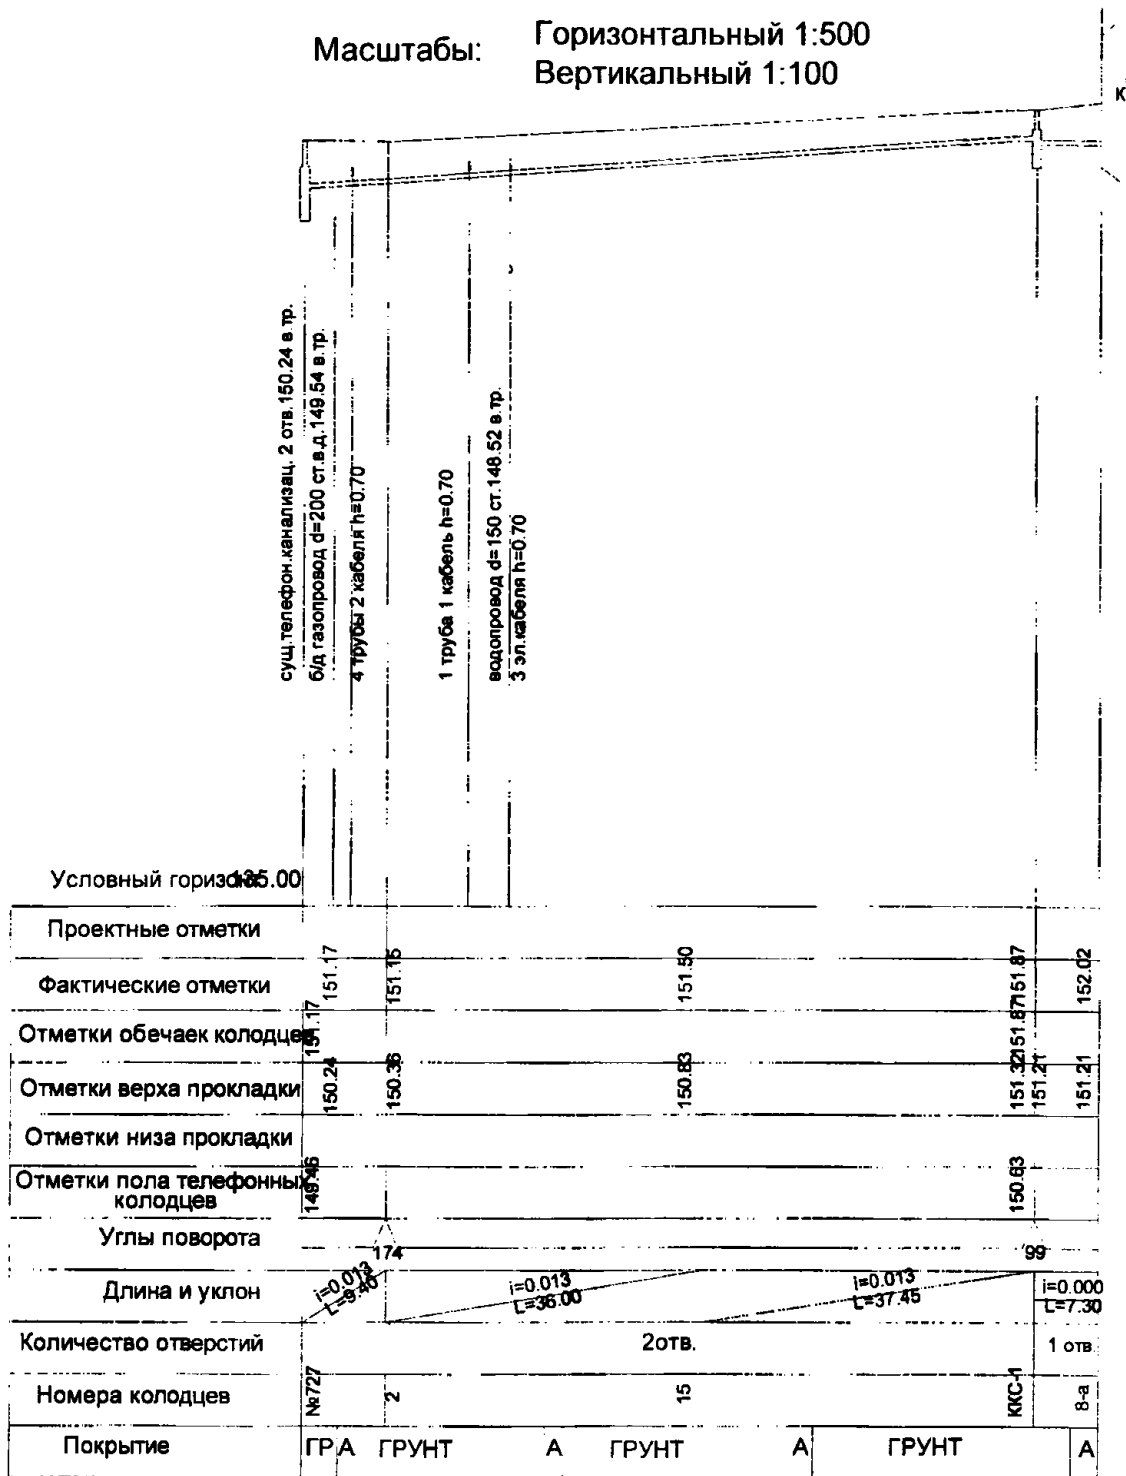 Масштабы:
Горизонтальный 1:500
Вертикальный 1:100
К
сущ.телефон.канализац. 2 отв.150.24 в.тр.
б/д газопровод d=200 ст.в.д.149.54 в.тр.
4 трубы 2 кабеля h=0.70
1 труба 1 кабель h=0.70
водопровод d=150 ст.148.52 в.тр.
3 эл.кабеля h=0.70
Условный горизонт 135.00
Проектные отметки
Фактические отметки
151.17
151.15
151.50
151.87
152.02
Отметки обечаек колодцев
151.17
151.87
Отметки верха прокладки
150.24
150.36
150.83
151.32
151.21
151.21
Отметки низа прокладки
Отметки пола телефонных
колодцев
149.46
150.63
Углы поворота
174
99
Длина и уклон
i=0.013
L=9.40
i=0.013
L=36.00
i=0.013
L=37.45
i=0.000
L=7.30
Количество отверстий
2отв.
1 отв.
Номера колодцев
№727
2
15
ККС-1
8-а
Покрытие
ГР
А
ГРУНТ
А
ГРУНТ
А
ГРУНТ
А